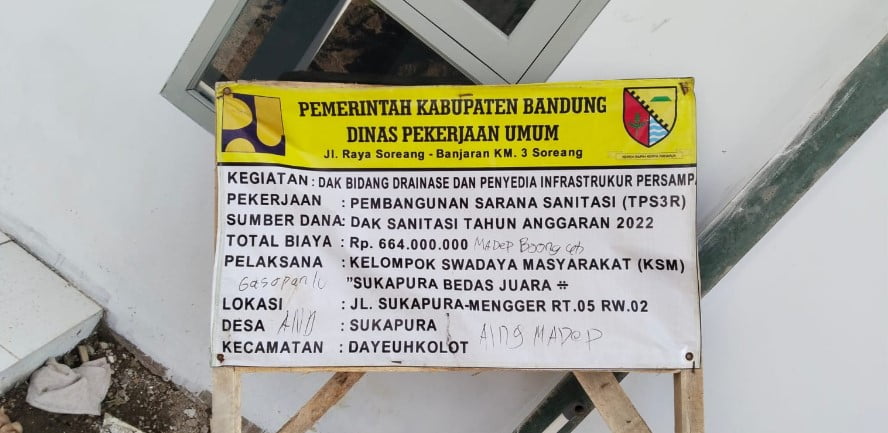 PEMERINTAH KABUPATEN BANDUNG
DINAS PEKERJAAN UMUM
Jl. Raya Soreang - Banjaran KM. 3 Soreang
KEGIATAN : DAK BIDANG DRAINASE DAN PENYEDIA INFRASTRUKUR PERSAMPA
PEKERJAAN : PEMBANGUNAN SARANA SANITASI (TPS3R)
SUMBER DANA: DAK SANITASI TAHUN ANGGARAN 2022
TOTAL BIAYA : Rp. 664.000.000 MADEP
PELAKSANA : KELOMPOK SWADAYA MASYARAKAT (KSM)
"SUKAPURA BEDAS JUARA "
LOKASI : JL. SUKAPURA-MENGGER RT.05 RW.02
DESA : SUKAPURA
KECAMATAN : DAYEUHKOLOT AING MADEP